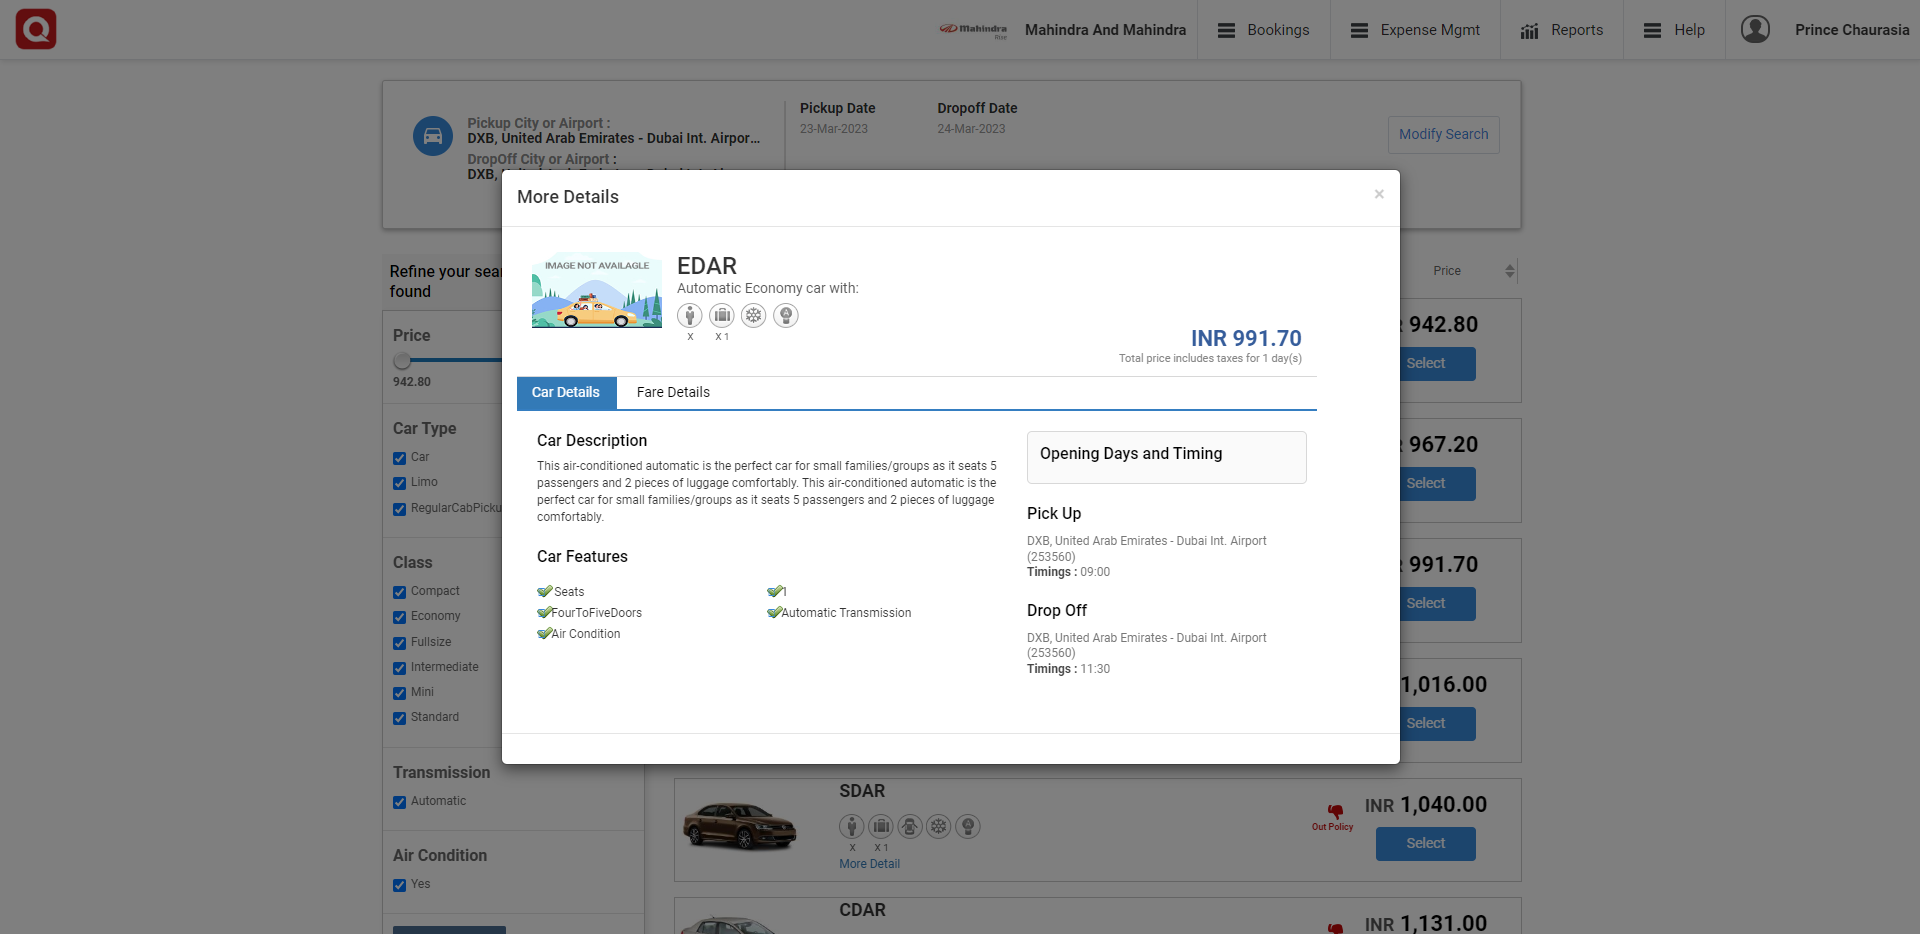 Mahindra
Rise
Mahindra And Mahindra
Bookings
Expense Mgmt
Reports
Help
Prince Chaurasia
Pickup City or Airport :
DXB, United Arab Emirates - Dubai Int. Airpor...
DropOff City or Airport :
DXB,
Pickup Date
23-Mar-2023
Dropoff Date
24-Mar-2023
Modify Search
Refine your sea
found
Price
942.80
Car Type
Car
Limo
RegularCabPicku
Class
Compact
Economy
Fullsize
Intermediate
Mini
Standard
Transmission
Automatic
Air Condition
Yes
More Details
×
IMAGE NOT AVAILAGLE
EDAR
Automatic Economy car with:
X
X 1
INR 991.70
Total price includes taxes for 1 day(s)
Car Details
Fare Details
Car Description
This air-conditioned automatic is the perfect car for small families/groups as it seats 5
passengers and 2 pieces of luggage comfortably. This air-conditioned automatic is the
perfect car for small families/groups as it seats 5 passengers and 2 pieces of luggage
comfortably.
Car Features
Seats
1
FourToFiveDoors
Automatic Transmission
Air Condition
Opening Days and Timing
Pick Up
DXB, United Arab Emirates - Dubai Int. Airport
(253560)
Timings : 09:00
Drop Off
DXB, United Arab Emirates - Dubai Int. Airport
(253560)
Timings : 11:30
Price
942.80
Select
967.20
Select
991.70
Select
1,016.00
Select
SDAR
X
X 1
More Detail
Out Policy
INR 1,040.00
Select
CDAR
INR 1,131.00